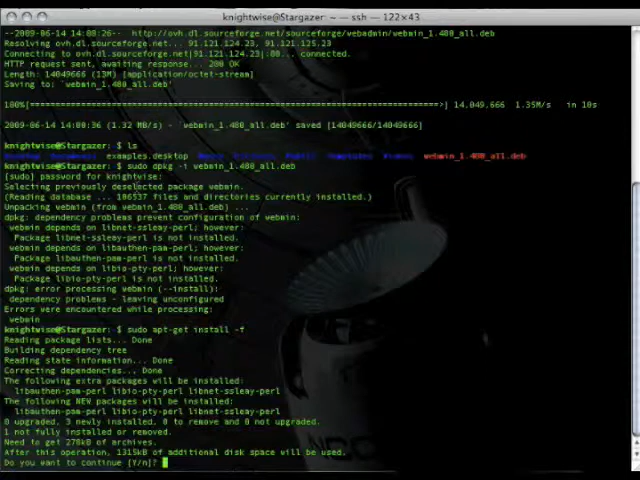 knightwise@Stargazer: ~ — ssh — 122×43
--2009-06-14 14:00:26-- http://ovh.dl.sourceforge.net/sourceforge/webadmin/webmin_1.480_all.deb
Resolving ovh.dl.sourceforge.net... 91.121.124.23, 91.121.125.23
Connecting to ovh.dl.sourceforge.net|91.121.124.23|:80... connected.
HTTP request sent, awaiting response... 200 OK
Length: 14049666 (13M) [application/octet-stream]
Saving to: `webmin_1.480_all.deb'
100%[======================================================================>] 14,049,666 1.35M/s in 10s
2009-06-14 14:00:36 (1.32 MB/s) - `webmin_1.480_all.deb' saved [14049666/14049666]
knightwise@Stargazer: $ ls
examples.desktop webmin_1.480_all.deb
knightwise@Stargazer: $ sudo dpkg -i webmin_1.480_all.deb
[sudo] password for knightwise:
Selecting previously deselected package webmin.
(Reading database ... 186537 files and directories currently installed.)
Unpacking webmin (from webmin_1.480_all.deb) ...
dpkg: dependency problems prevent configuration of webmin:
webmin depends on libnet-ssleay-perl; however:
Package libnet-ssleay-perl is not installed.
webmin depends on libauthen-pam-perl; however:
Package libauthen-pam-perl is not installed.
webmin depends on libio-pty-perl; however:
Package libio-pty-perl is not installed.
dpkg: error processing webmin (--install):
dependency problems - leaving unconfigured
Errors were encountered while processing:
webmin
knightwise@Stargazer: $ sudo apt-get install -f
Reading package lists... Done
Building dependency tree
Reading state information... Done
Correcting dependencies... Done
The following extra packages will be installed:
libauthen-pam-perl libio-pty-perl libnet-ssleay-perl
The following NEW packages will be installed:
libauthen-pam-perl libio-pty-perl libnet-ssleay-perl
0 upgraded, 3 newly installed, 0 to remove and 0 not upgraded.
1 not fully installed or removed.
Need to get 278kB of archives.
After this operation, 1315kB of additional disk space will be used.
Do you want to continue [Y/n]?